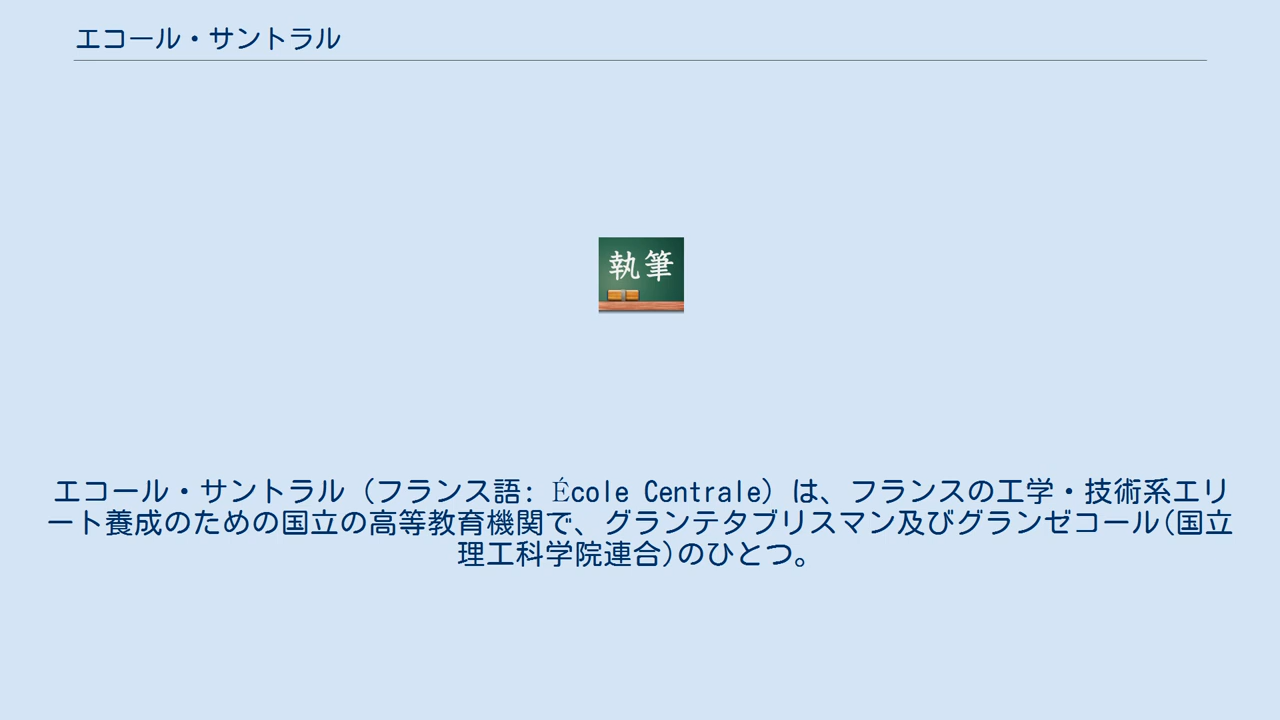 エコール・サントラル
執筆
エコール・サントラル（フランス語: École Centrale）は、フランスの工学・技術系エリ
ート養成のための国立の高等教育機関で、グランテタブリスマン及びグランゼコール(国立
理工科学院連合)のひとつ。